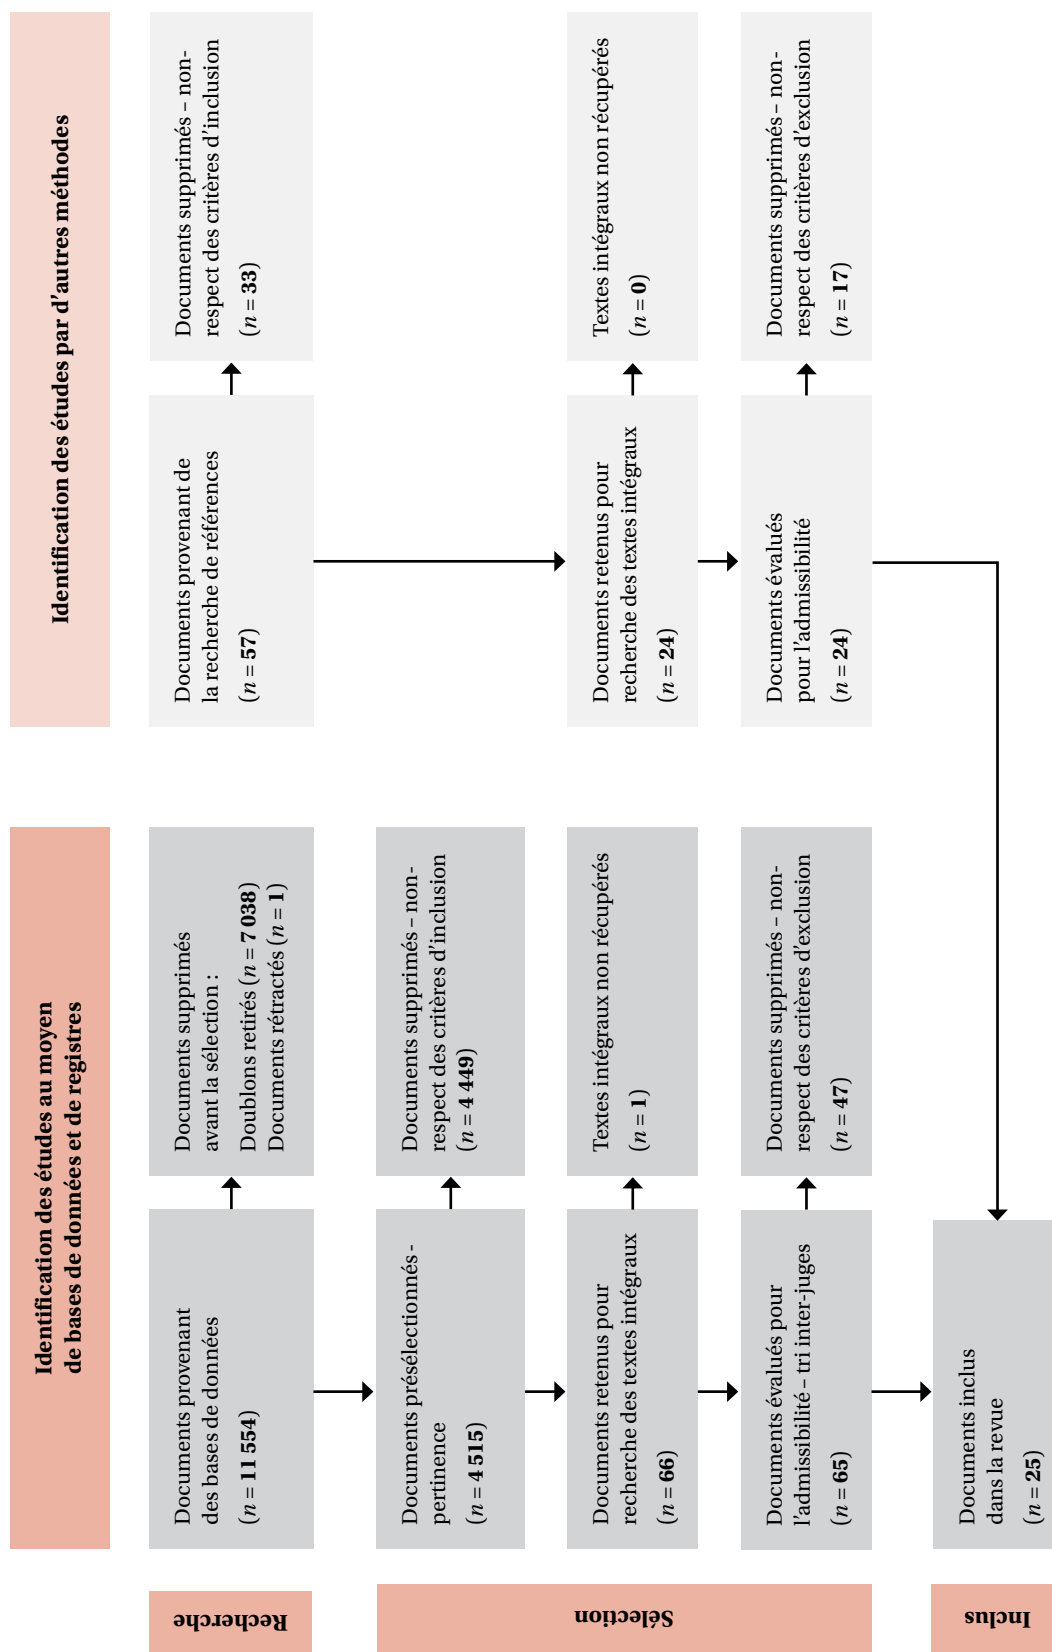 Identification des études au moyen
de bases de données et de registres
Identification des études par d'autres méthodes
Recherche
Documents provenant
des bases de données
(n = 11 554)
Documents supprimés
avant la sélection :
Doublons retirés (n = 7 038)
Documents rétractés (n = 1)
Documents provenant de
la recherche de références
(n = 57)
Documents supprimés – non-
respect des critères d'inclusion
(n = 33)
Sélection
Documents présélectionnés -
pertinence
(n = 4 515)
Documents supprimés – non-
respect des critères d'inclusion
(n = 4 449)
Documents retenus pour
recherche des textes intégraux
(n = 66)
Textes intégraux non récupérés
(n = 1)
Documents retenus pour
recherche des textes intégraux
(n = 24)
Textes intégraux non récupérés
(n = 0)
Documents évalués pour
l'admissibilité – tri inter-juges
(n = 65)
Documents supprimés – non-
respect des critères d'exclusion
(n = 47)
Documents évalués
pour l'admissibilité
(n = 24)
Documents supprimés – non-
respect des critères d'exclusion
(n = 17)
Inclus
Documents inclus
dans la revue
(n = 25)